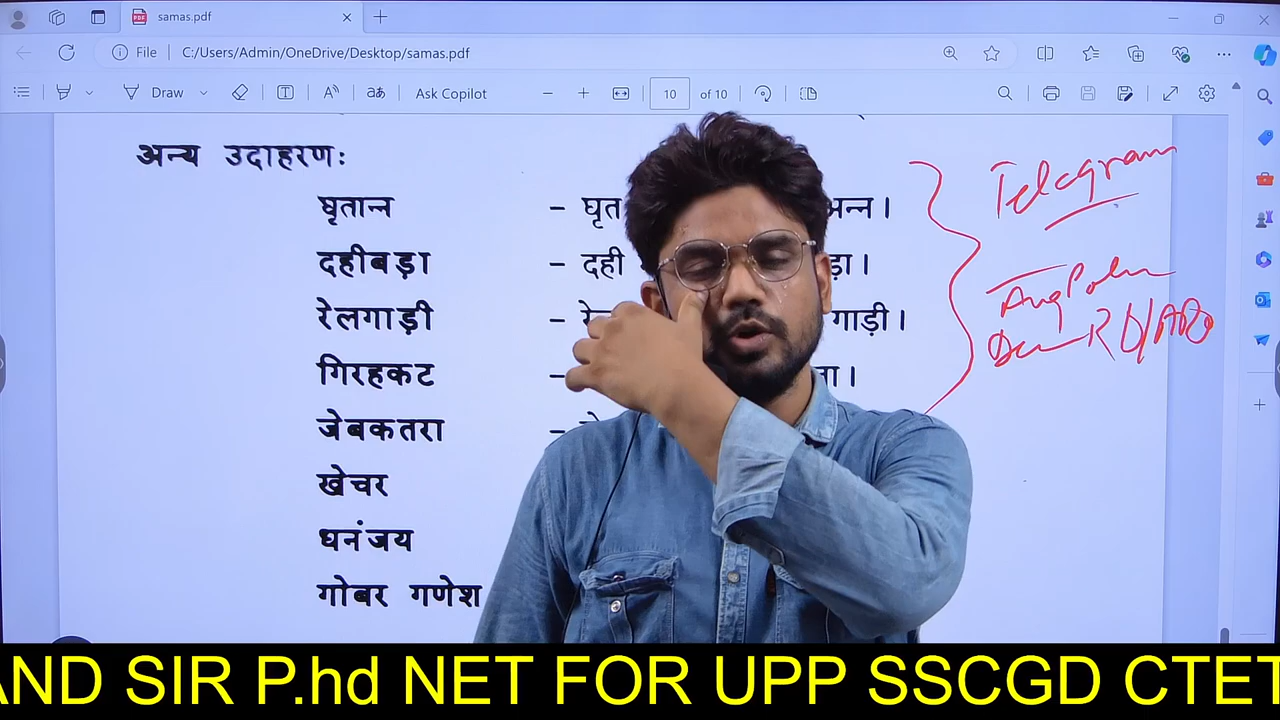 samas.pdf
File C:/Users/Admin/OneDrive/Desktop/samas.pdf
Draw Ask Copilot 10 of 10
अन्य उदाहरण:
घृतान्न – घृत अन्न।
दहीबड़ा – दही ड़ा।
रेलगाड़ी – गाड़ी।
गिरहकट –
जेबकतरा –
खेचर
धनंजय
गोबर गणेश
Telegram
AND SIR P.hd NET FOR UPP SSCGD CTET